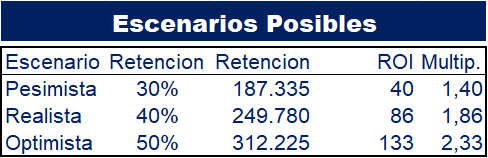 Escenarios Posibles
Escenario Retencion Retencion ROI Multip.
Pesimista 30% 187.335 40 1,40
Realista 40% 249.780 86 1,86
Optimista 50% 312.225 133 2,33